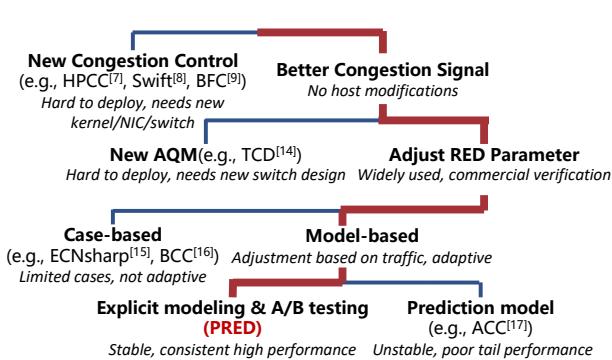 New Congestion Control
(e.g., HPCC[7], Swift[8], BFC[9])
Hard to deploy, needs new
kernel/NIC/switch
Better Congestion Signal
No host modifications
New AQM(e.g., TCD[14])
Hard to deploy, needs new switch design
Adjust RED Parameter
Widely used, commercial verification
Case-based
(e.g., ECNsharp[15], BCC[16])
Limited cases, not adaptive
Model-based
Adjustment based on traffic, adaptive
Explicit modeling & A/B testing
(PRED)
Stable, consistent high performance
Prediction model
(e.g., ACC[17])
Unstable, poor tail performance